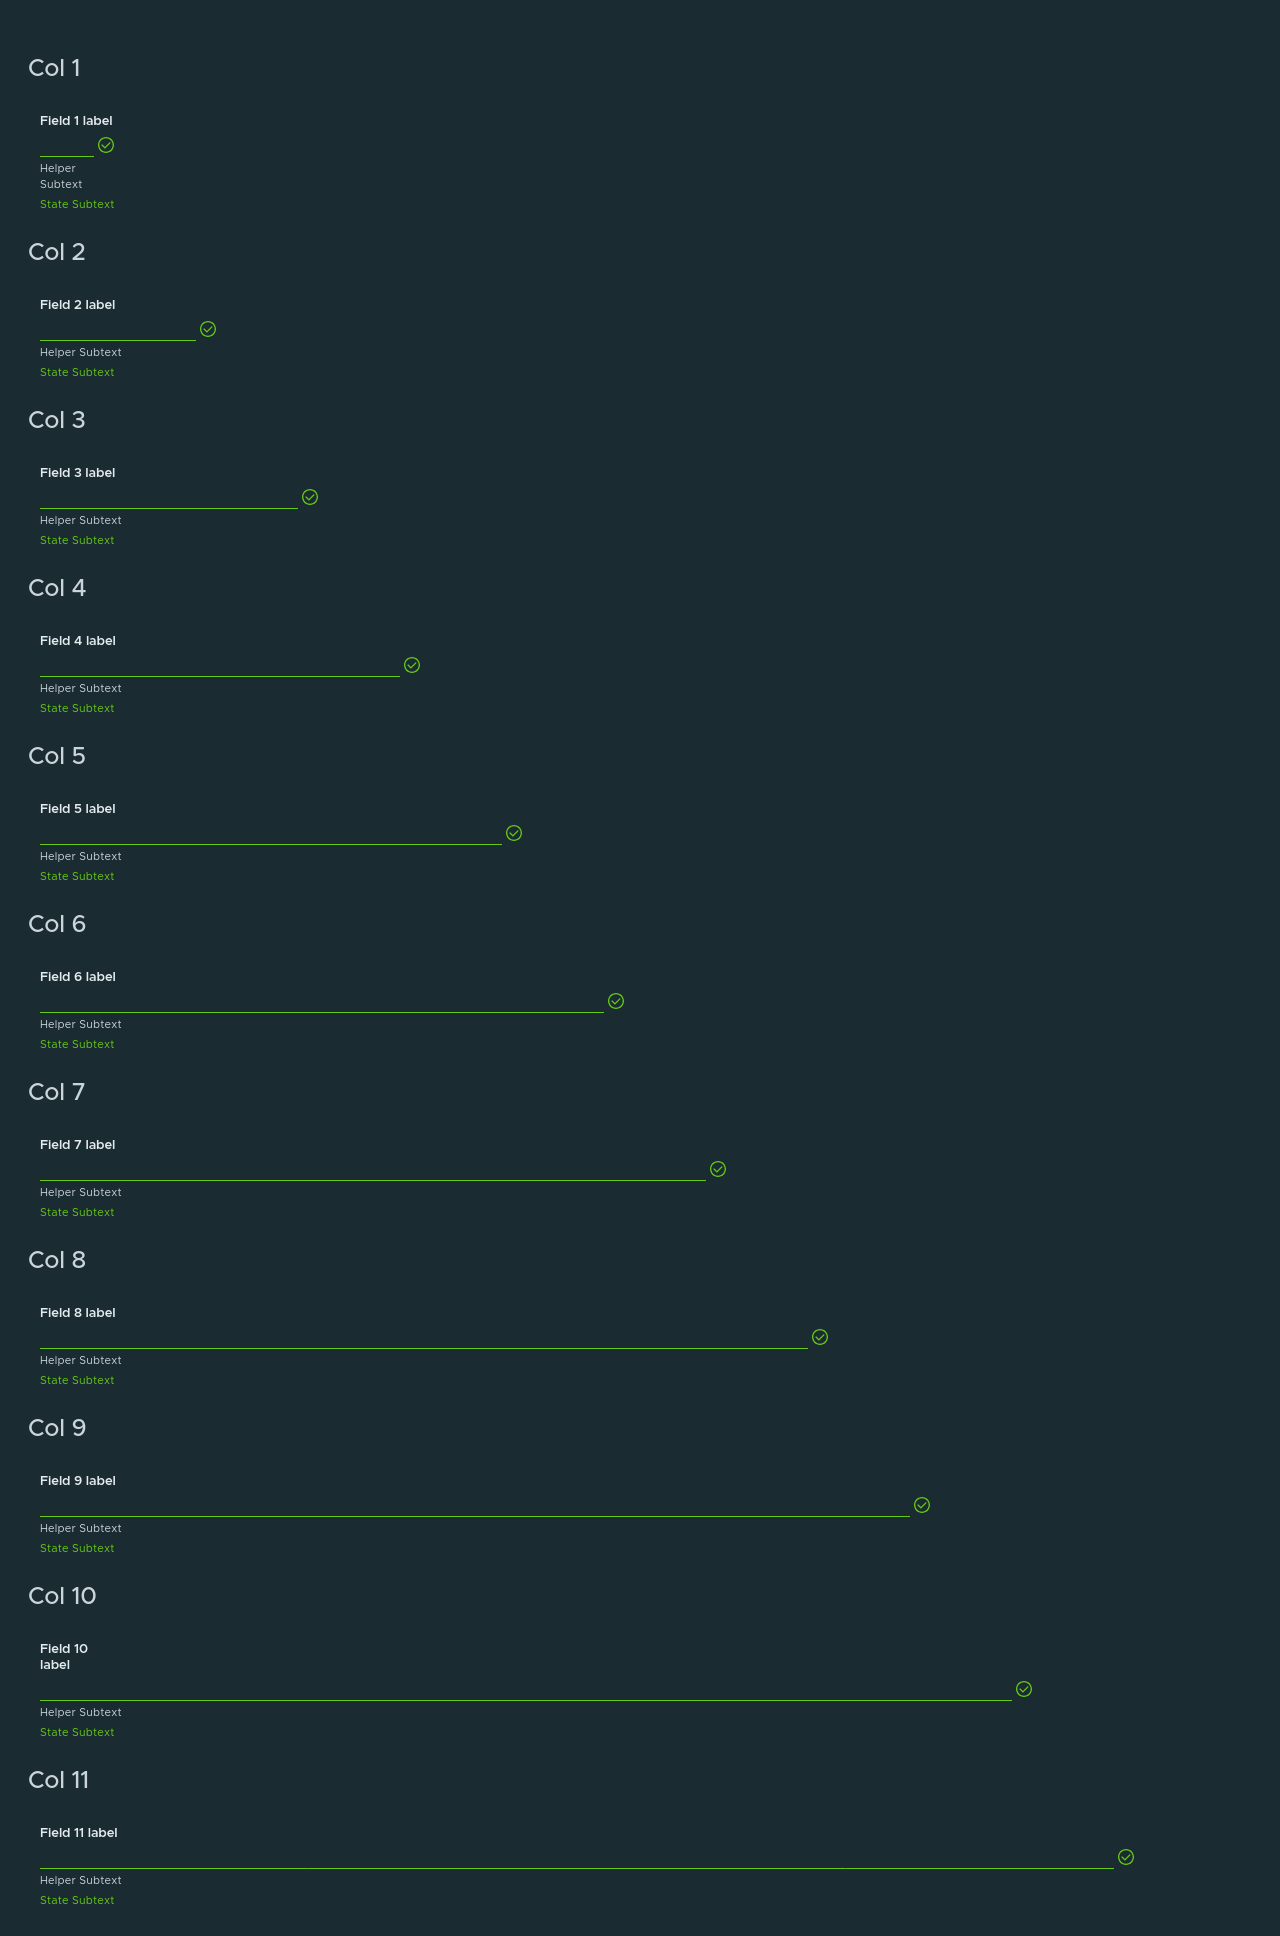 Col 1
Field 1 label
Helper
Subtext
State Subtext
Col 2
Field 2 label
Helper Subtext
State Subtext
Col 3
Field 3 label
Helper Subtext
State Subtext
Col 4
Field 4 label
Helper Subtext
State Subtext
Col 5
Field 5 label
Helper Subtext
State Subtext
Col 6
Field 6 label
Helper Subtext
State Subtext
Col 7
Field 7 label
Helper Subtext
State Subtext
Col 8
Field 8 label
Helper Subtext
State Subtext
Col 9
Field 9 label
Helper Subtext
State Subtext
Col 10
Field 10
label
Helper Subtext
State Subtext
Col 11
Field 11 label
Helper Subtext
State Subtext